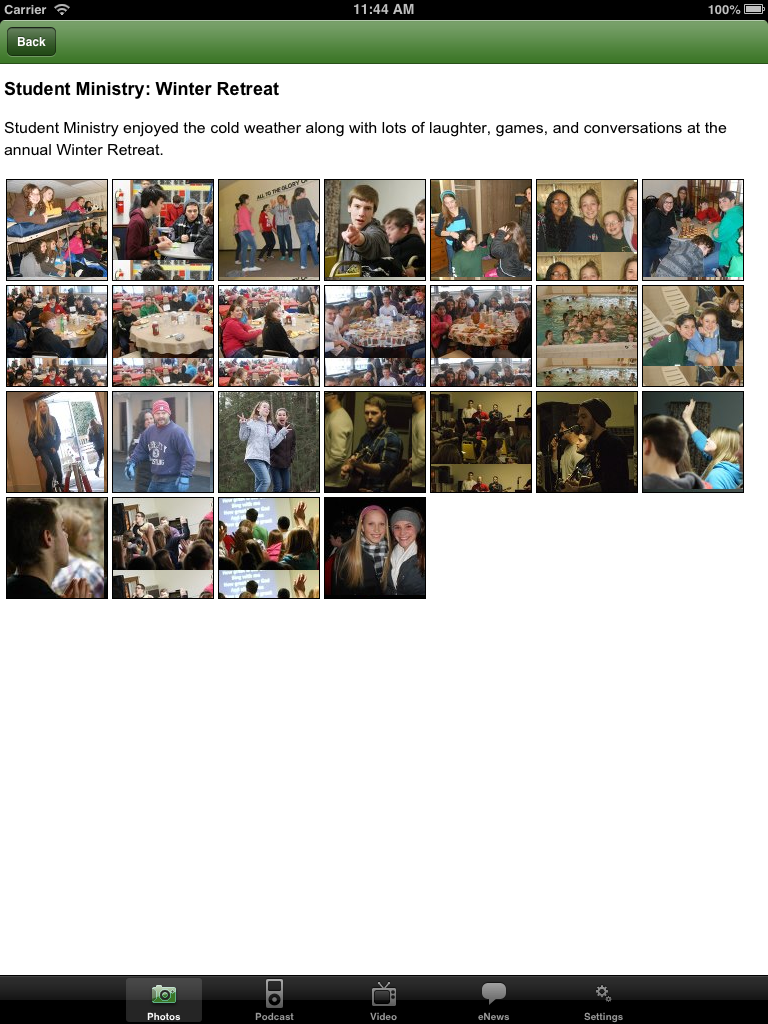 Carrier 11:44 AM 100%
Back
Student Ministry: Winter Retreat
Student Ministry enjoyed the cold weather along with lots of laughter, games, and conversations at the
annual Winter Retreat.
ALL TO THE GLORY
Photos Podcast Video eNews Settings